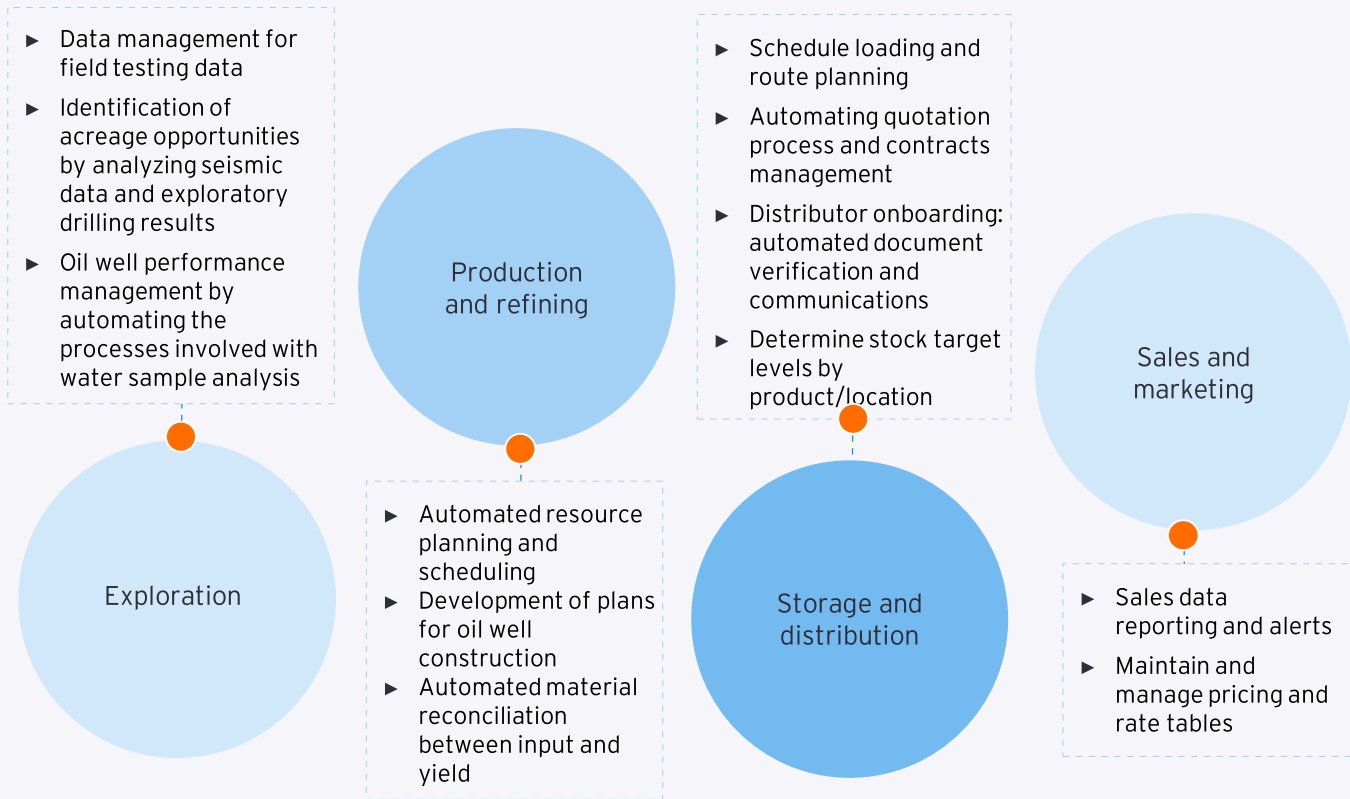 ► Data management for
field testing data
► Identification of
acreage opportunities
by analyzing seismic
data and exploratory
drilling results
► Oil well performance
management by
automating the
processes involved with
water sample analysis
Exploration
Production
and refining
► Automated resource
planning and
scheduling
► Development of plans
for oil well
construction
► Automated material
reconciliation
between input and
yield
► Schedule loading and
route planning
► Automating quotation
process and contracts
management
► Distributor onboarding:
automated document
verification and
communications
► Determine stock target
levels by
product/location
Storage and
distribution
Sales and
marketing
► Sales data
reporting and alerts
► Maintain and
manage pricing and
rate tables